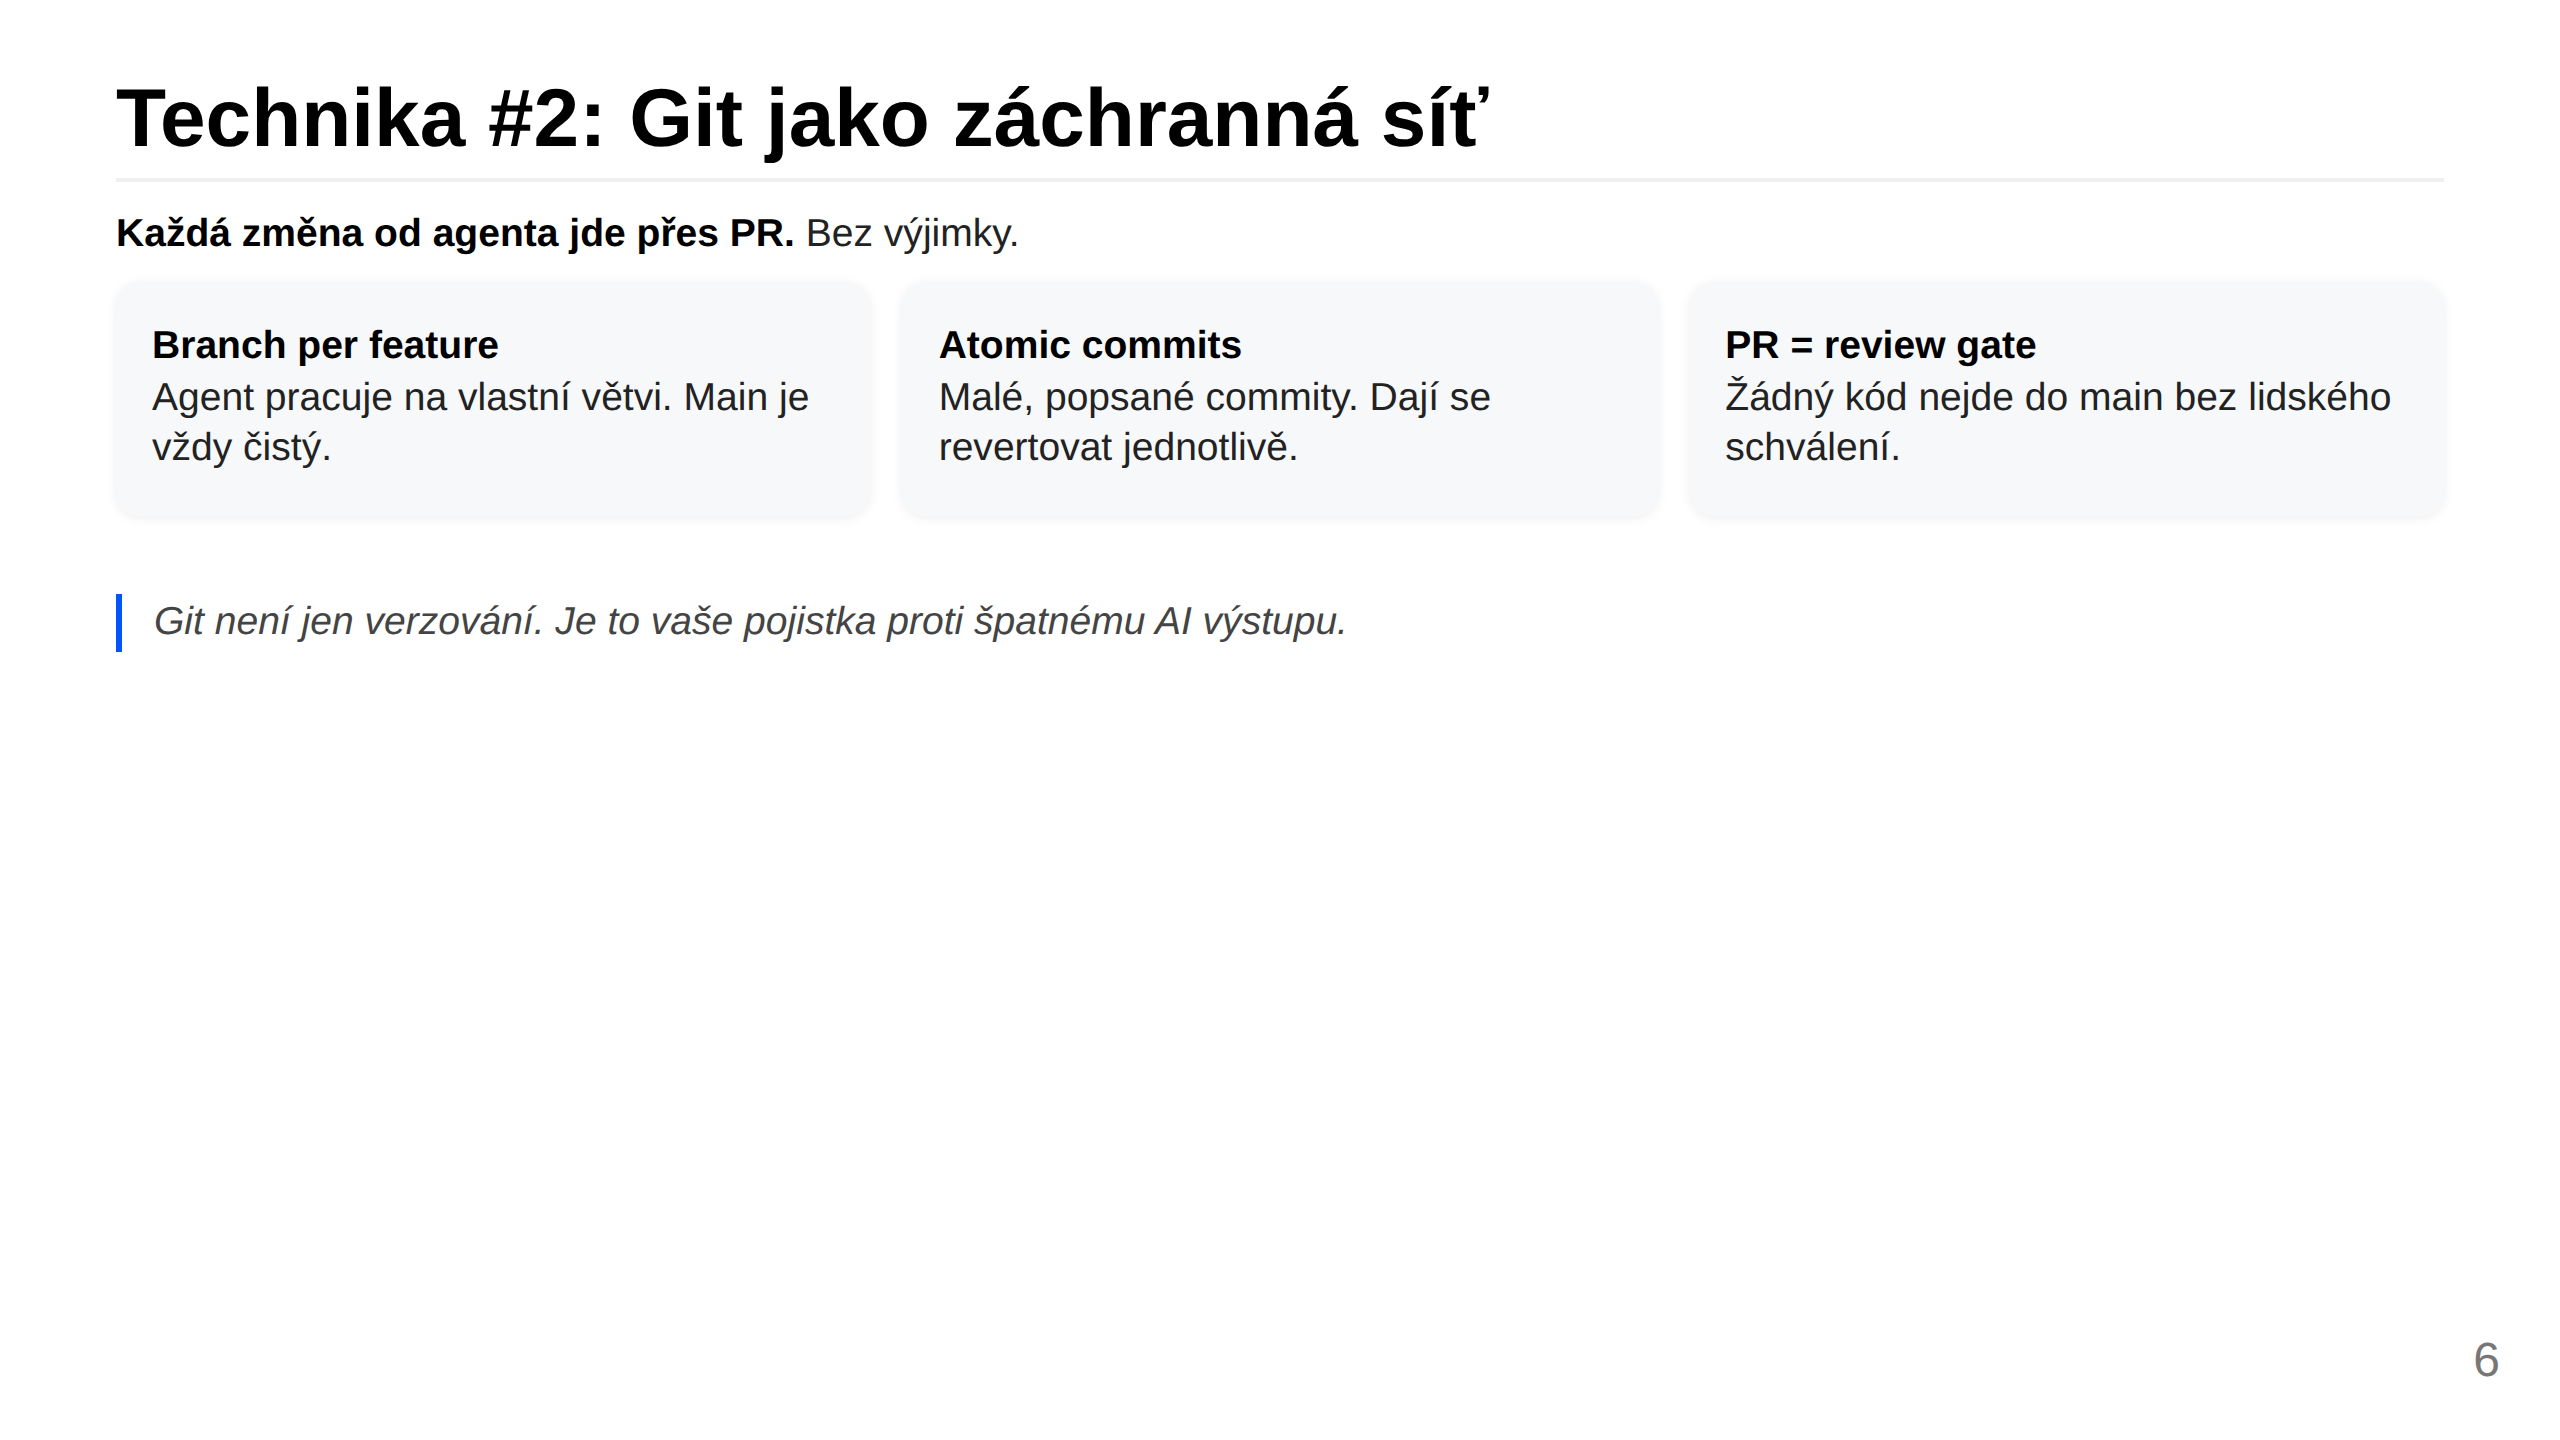 Technika #2: Git jako záchranná síť
Každá změna od agenta jde přes PR. Bez výjimky.
Branch per feature
Agent pracuje na vlastní větvi. Main je
vždy čistý.
Atomic commits
Malé, popsané commity. Dají se
revertovat jednotlivě.
PR = review gate
Žádný kód nejde do main bez lidského
schválení.
Git není jen verzování. Je to vaše pojistka proti špatnému AI výstupu.
6